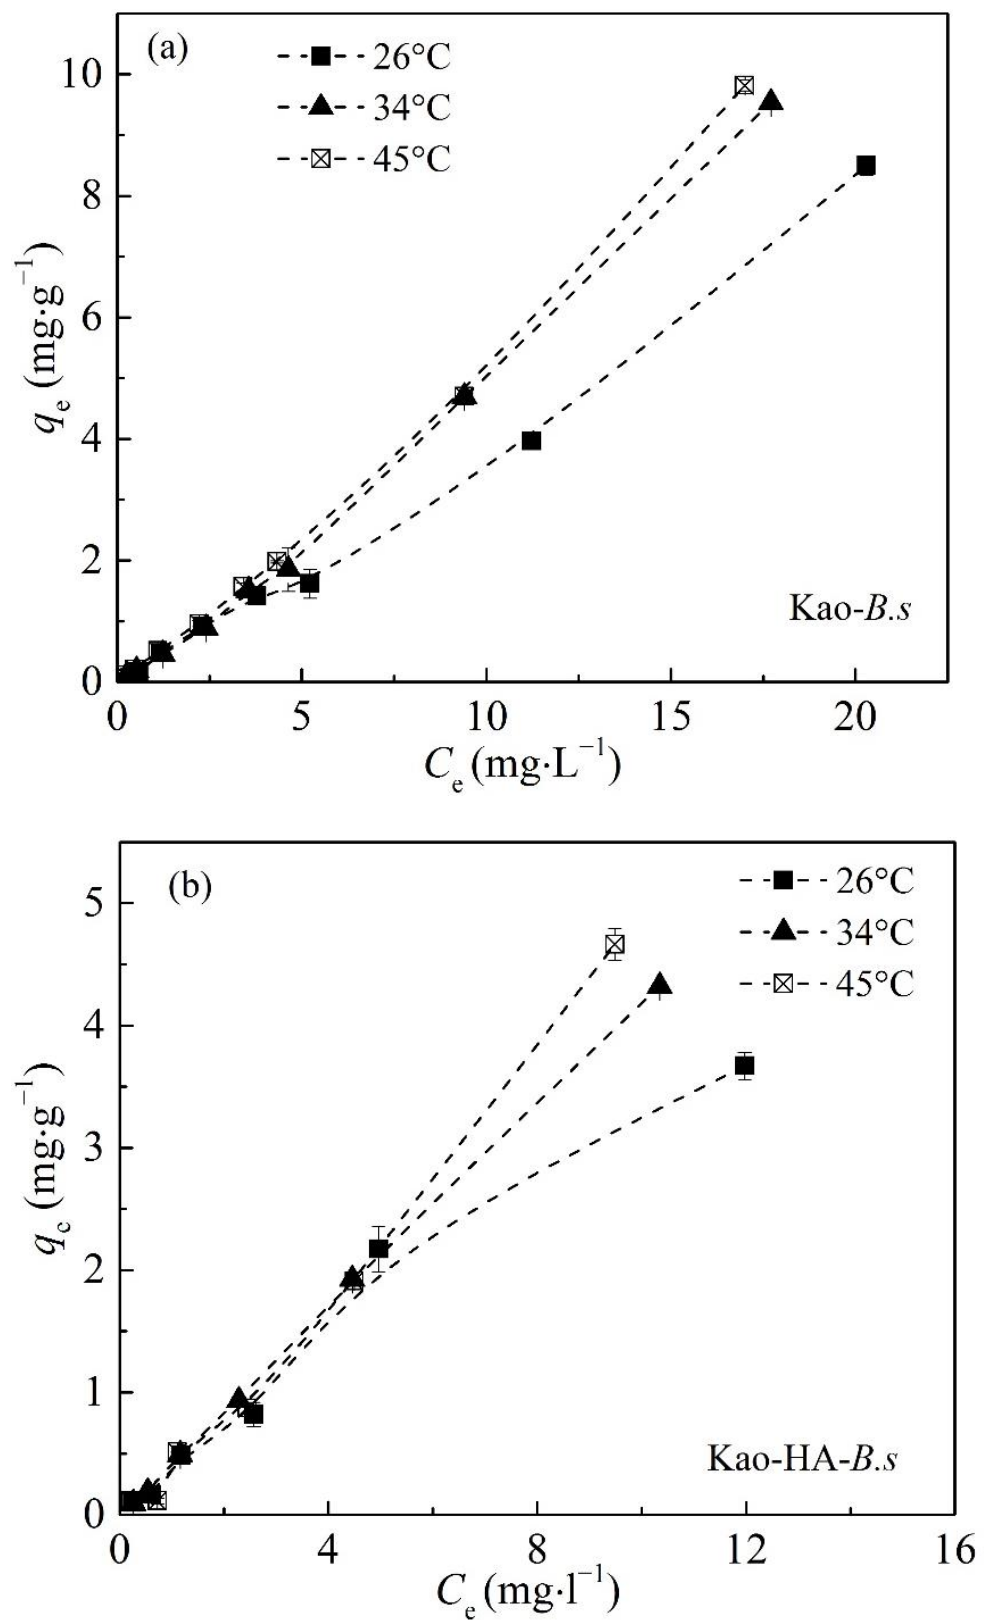 (a)
26°C
34°C
45°C
10
8
6
4
2
0
qe (mg·g−1)
Kao-B.s
0 5 10 15 20
Ce (mg·L−1)
(b)
26°C
34°C
45°C
5
4
3
2
1
0
qc (mg·g−1)
Kao-HA-B.s
0 4 8 12 16
Ce (mg·l−1)